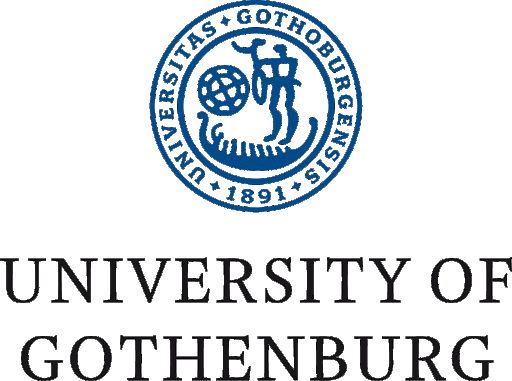 UNIVERSITAS ✦ GOTHOBURGENSIS ✦ 1891 ✦
UNIVERSITY OF
GOTHENBURG